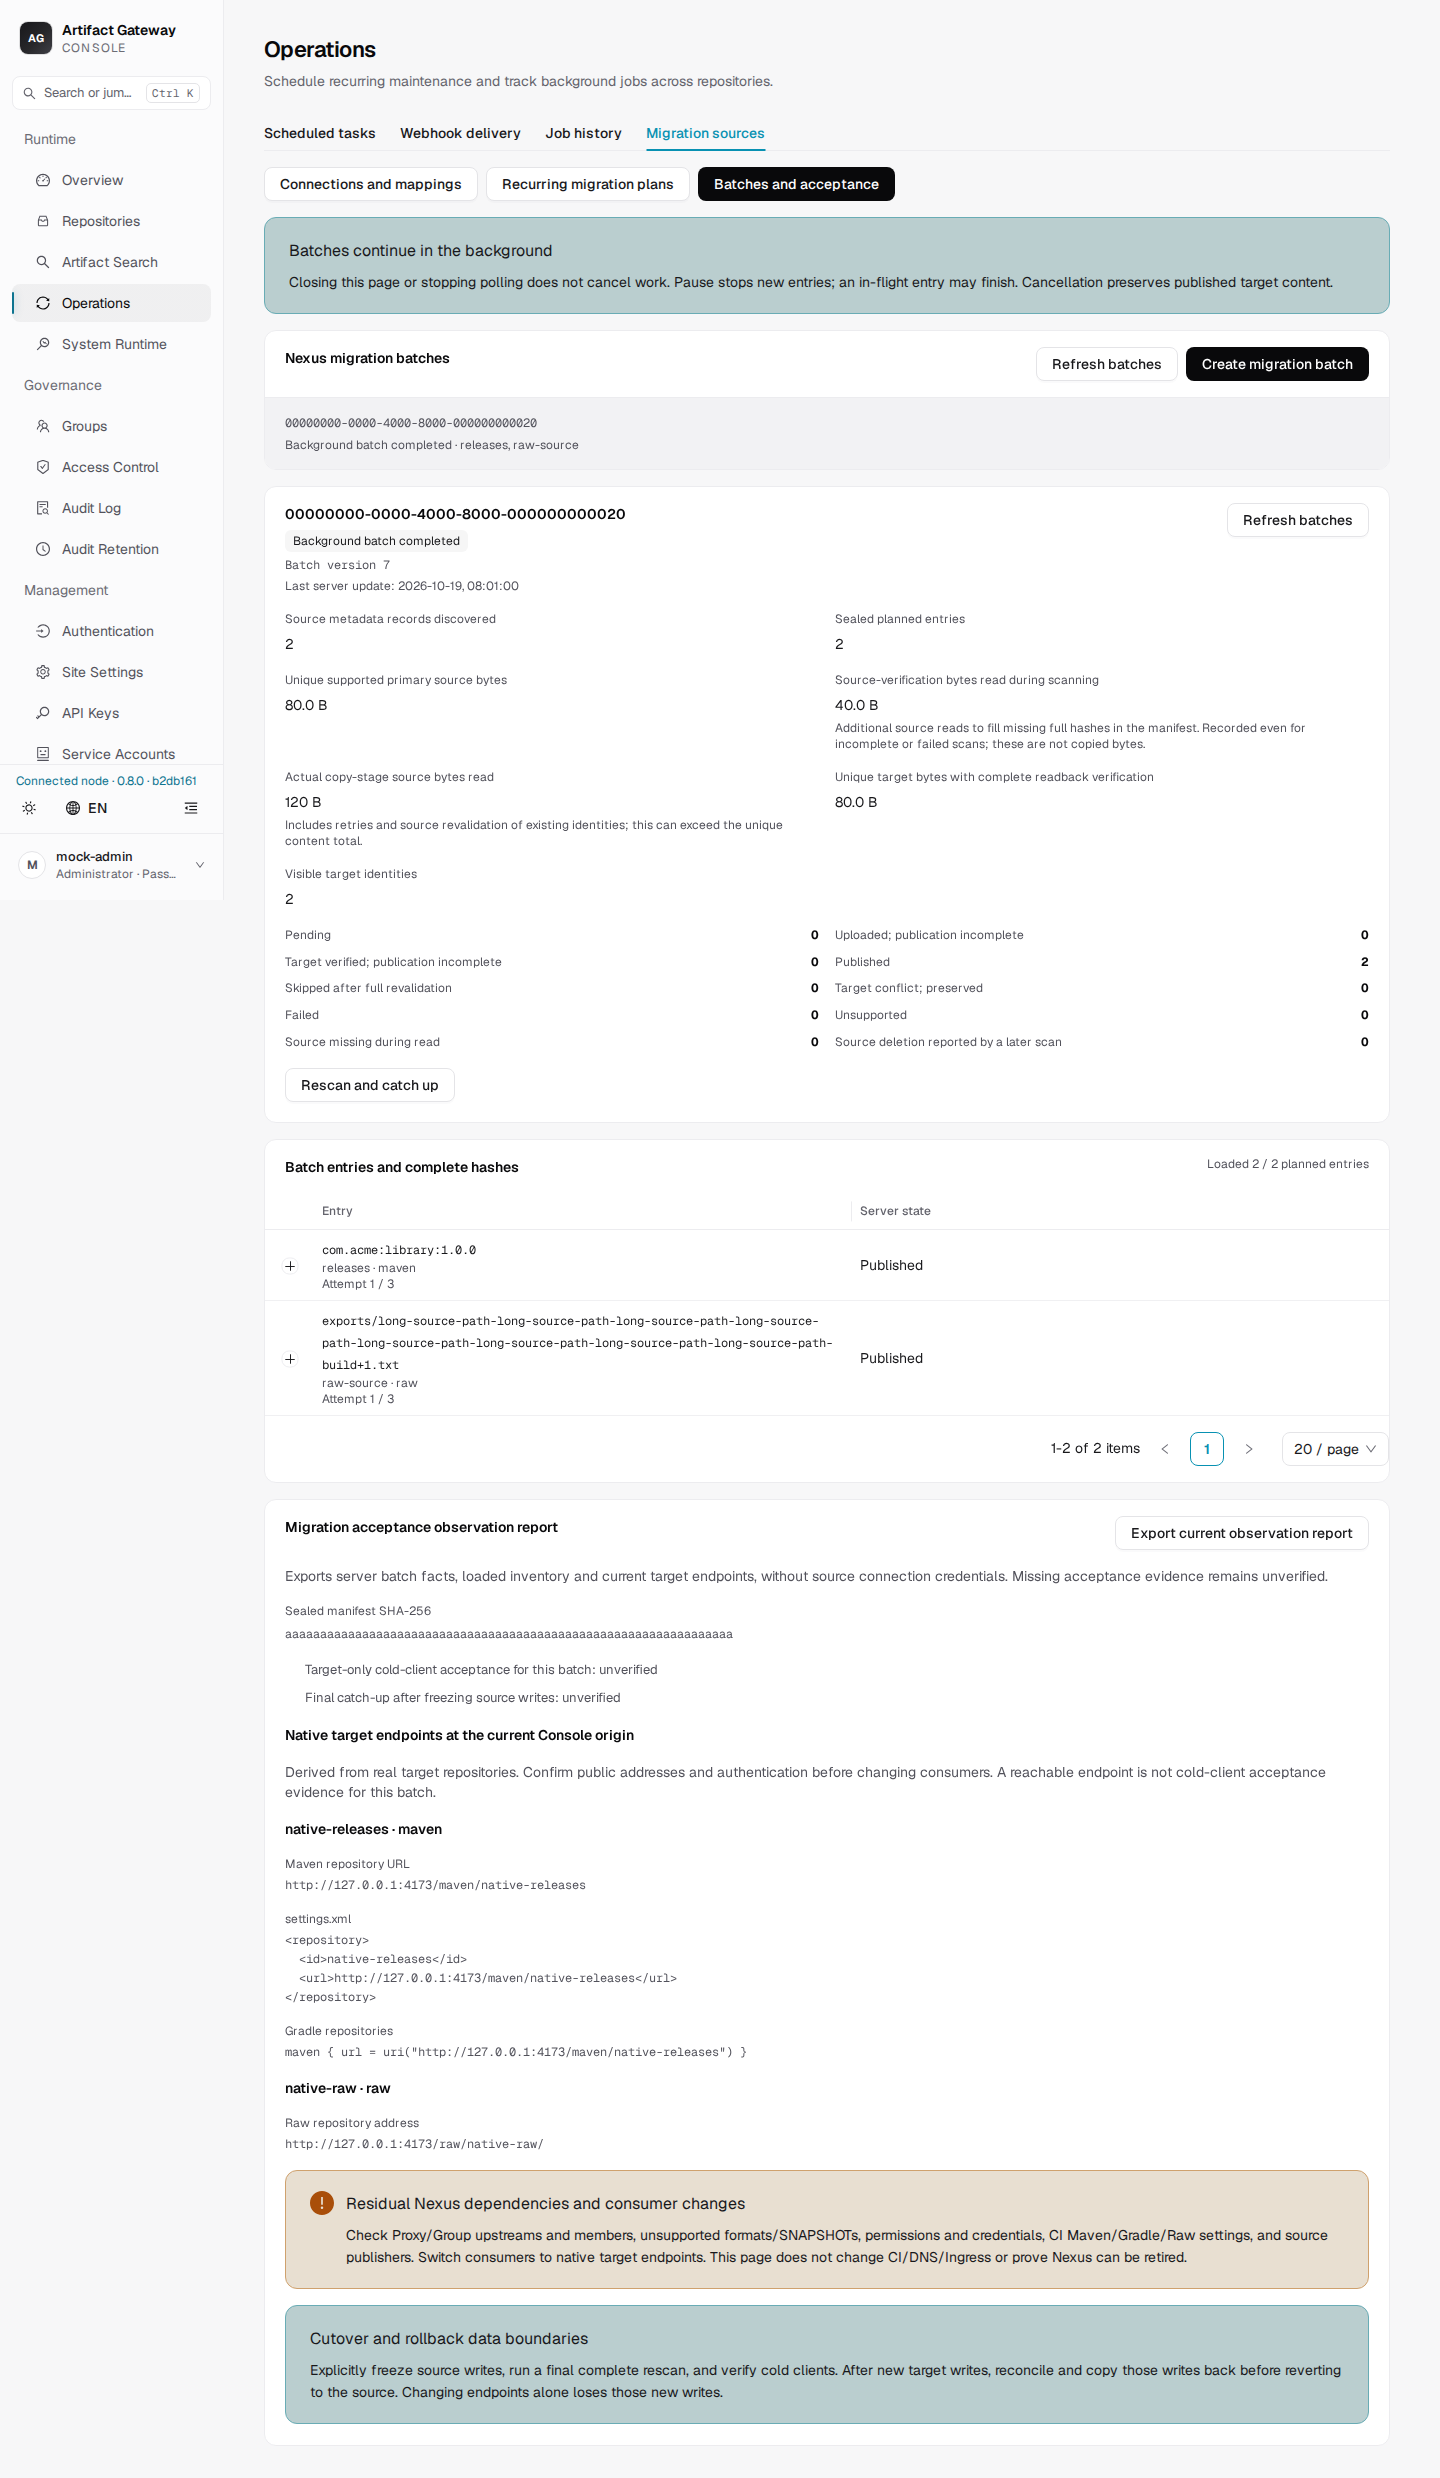 AG
Artifact Gateway
CONSOLE
Search or jum...
Ctrl K
Runtime
Overview
Repositories
Artifact Search
Operations
System Runtime
Governance
Groups
Access Control
Audit Log
Audit Retention
Management
Authentication
Site Settings
API Keys
Service Accounts
Connected node · 0.8.0 · b2db161
EN
M
mock-admin
Administrator · Pass...
Operations
Schedule recurring maintenance and track background jobs across repositories.
Scheduled tasks
Webhook delivery
Job history
Migration sources
Connections and mappings
Recurring migration plans
Batches and acceptance
Batches continue in the background
Closing this page or stopping polling does not cancel work. Pause stops new entries; an in-flight entry may finish. Cancellation preserves published target content.
Nexus migration batches
Refresh batches
Create migration batch
00000000-0000-4000-8000-000000000020
Background batch completed · releases, raw-source
00000000-0000-4000-8000-000000000020
Refresh batches
Background batch completed
Batch version 7
Last server update: 2026-10-19, 08:01:00
Source metadata records discovered
2
Sealed planned entries
2
Unique supported primary source bytes
80.0 B
Source-verification bytes read during scanning
40.0 B
Additional source reads to fill missing full hashes in the manifest. Recorded even for
incomplete or failed scans; these are not copied bytes.
Actual copy-stage source bytes read
120 B
Includes retries and source revalidation of existing identities; this can exceed the unique
content total.
Unique target bytes with complete readback verification
80.0 B
Visible target identities
2
Pending 0
Uploaded; publication incomplete 0
Target verified; publication incomplete 0
Published 2
Skipped after full revalidation 0
Target conflict; preserved 0
Failed 0
Unsupported 0
Source missing during read 0
Source deletion reported by a later scan 0
Rescan and catch up
Batch entries and complete hashes
Loaded 2 / 2 planned entries
Entry
Server state
com.acme:library:1.0.0
releases · maven
Attempt 1 / 3
Published
exports/long-source-path-long-source-path-long-source-path-long-source-
path-long-source-path-long-source-path-long-source-path-long-source-path-
build+1.txt
raw-source · raw
Attempt 1 / 3
Published
1-2 of 2 items
1
20 / page
Migration acceptance observation report
Export current observation report
Exports server batch facts, loaded inventory and current target endpoints, without source connection credentials. Missing acceptance evidence remains unverified.
Sealed manifest SHA-256
aaaaaaaaaaaaaaaaaaaaaaaaaaaaaaaaaaaaaaaaaaaaaaaaaaaaaaaaaaaaaaaa
Target-only cold-client acceptance for this batch: unverified
Final catch-up after freezing source writes: unverified
Native target endpoints at the current Console origin
Derived from real target repositories. Confirm public addresses and authentication before changing consumers. A reachable endpoint is not cold-client acceptance
evidence for this batch.
native-releases · maven
Maven repository URL
http://127.0.0.1:4173/maven/native-releases
settings.xml
<repository>
  <id>native-releases</id>
  <url>http://127.0.0.1:4173/maven/native-releases</url>
</repository>
Gradle repositories
maven { url = uri("http://127.0.0.1:4173/maven/native-releases") }
native-raw · raw
Raw repository address
http://127.0.0.1:4173/raw/native-raw/
Residual Nexus dependencies and consumer changes
Check Proxy/Group upstreams and members, unsupported formats/SNAPSHOTs, permissions and credentials, CI Maven/Gradle/Raw settings, and source
publishers. Switch consumers to native target endpoints. This page does not change CI/DNS/Ingress or prove Nexus can be retired.
Cutover and rollback data boundaries
Explicitly freeze source writes, run a final complete rescan, and verify cold clients. After new target writes, reconcile and copy those writes back before reverting
to the source. Changing endpoints alone loses those new writes.